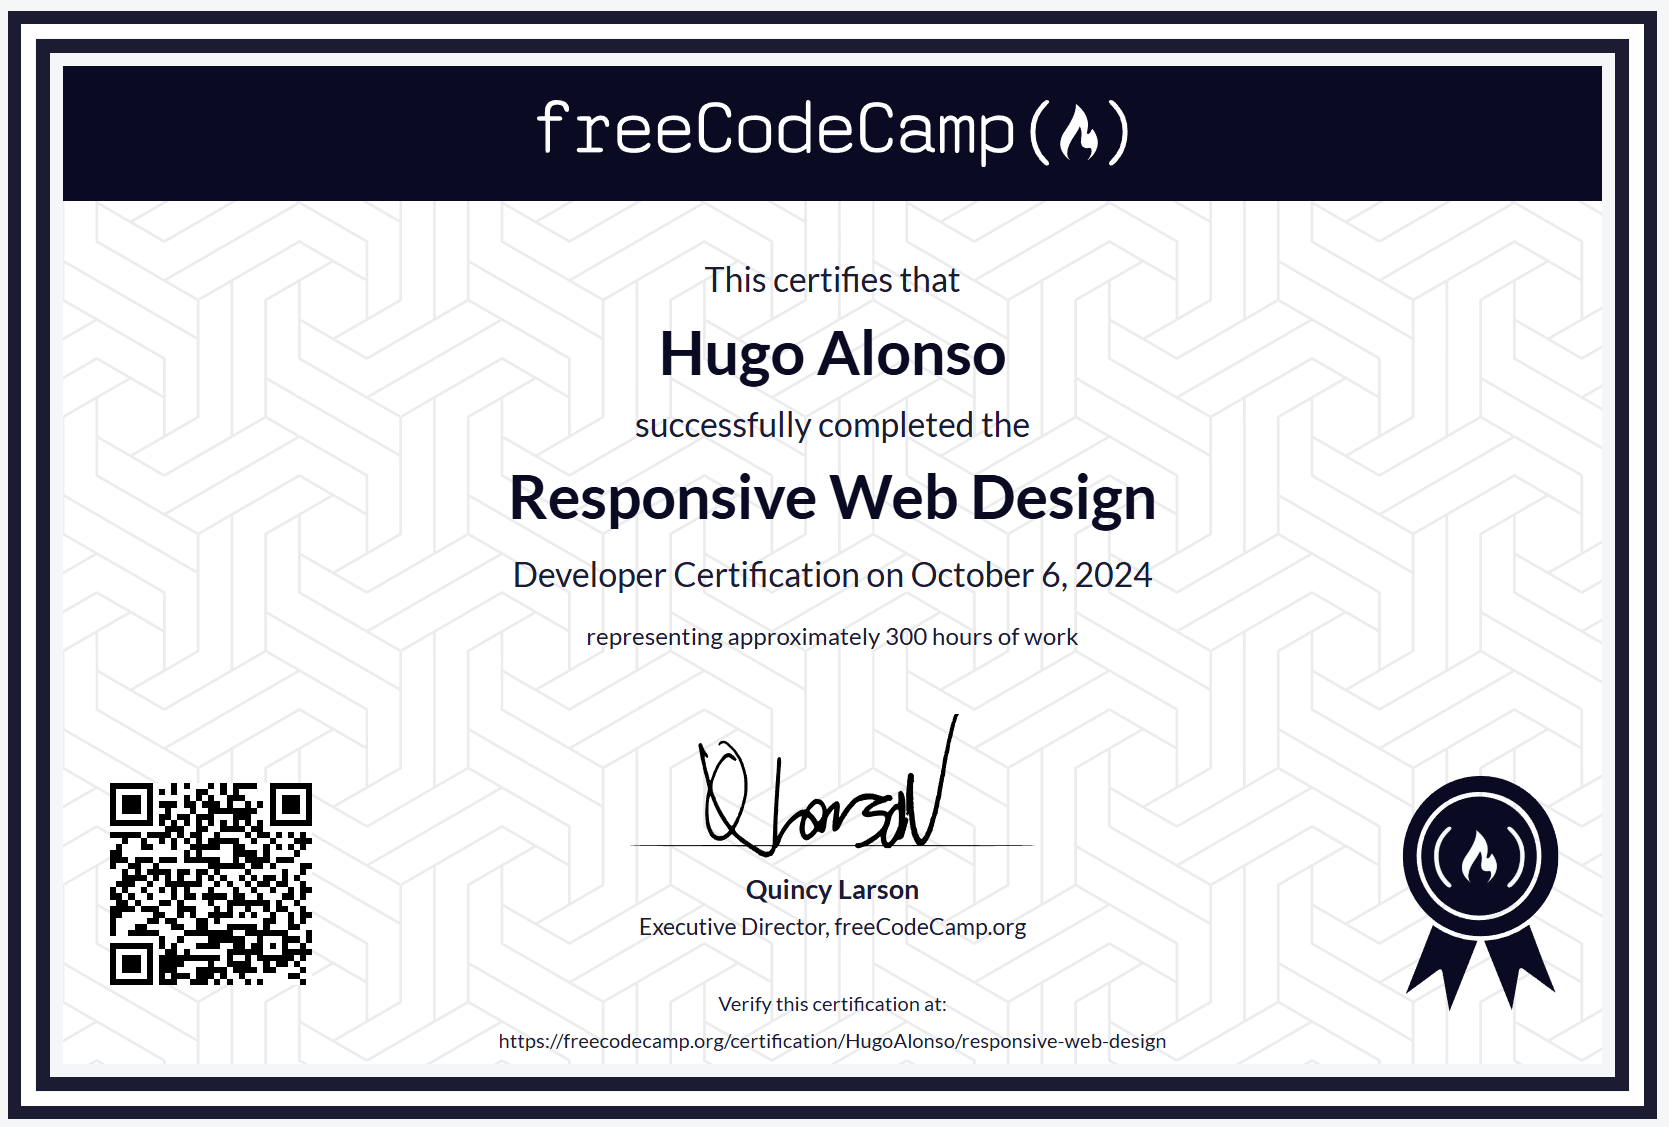 freeCodeCamp
This certifies that
Hugo Alonso
successfully completed the
Responsive Web Design
Developer Certification on October 6, 2024
representing approximately 300 hours of work
Quincy Larson
Executive Director, freeCodeCamp.org
Verify this certification at:
https://freecodecamp.org/certification/HugoAlonso/responsive-web-design